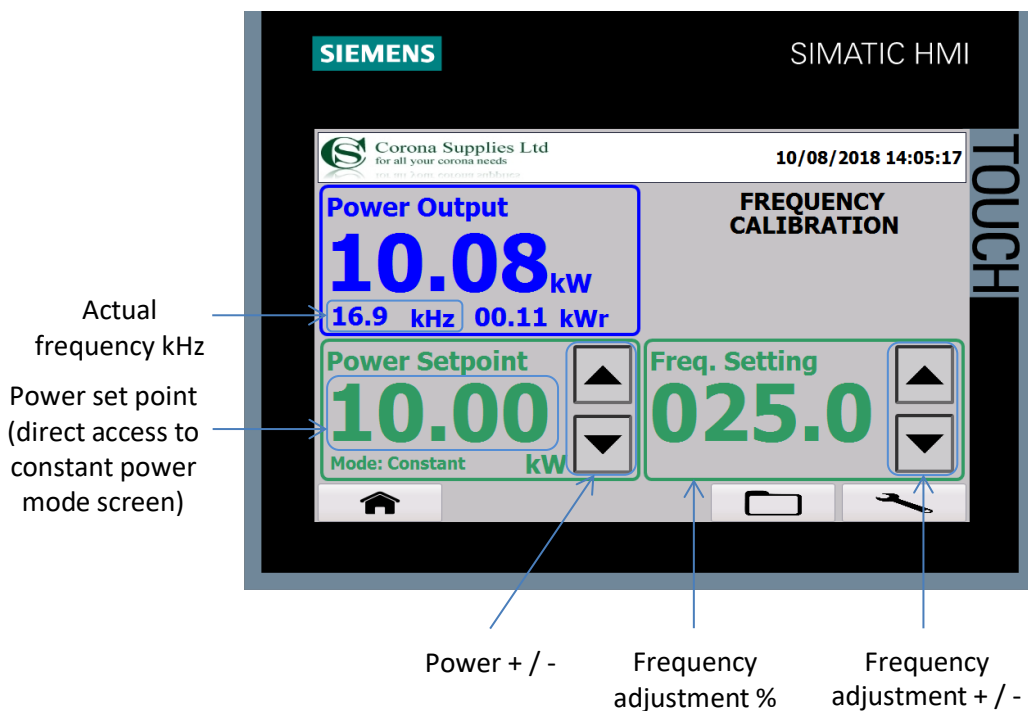 SIEMENS
SIMATIC HMI
TOUCH
Corona Supplies Ltd
for all your corona needs
10/08/2018 14:05:17
Power Output
10.08 kW
16.9 kHz 00.11 kWr
FREQUENCY
CALIBRATION
Power Setpoint
10.00
Mode: Constant kW
Freq. Setting
025.0
Actual
frequency kHz
Power set point
(direct access to
constant power
mode screen)
Power + / -
Frequency
adjustment %
Frequency
adjustment + / -